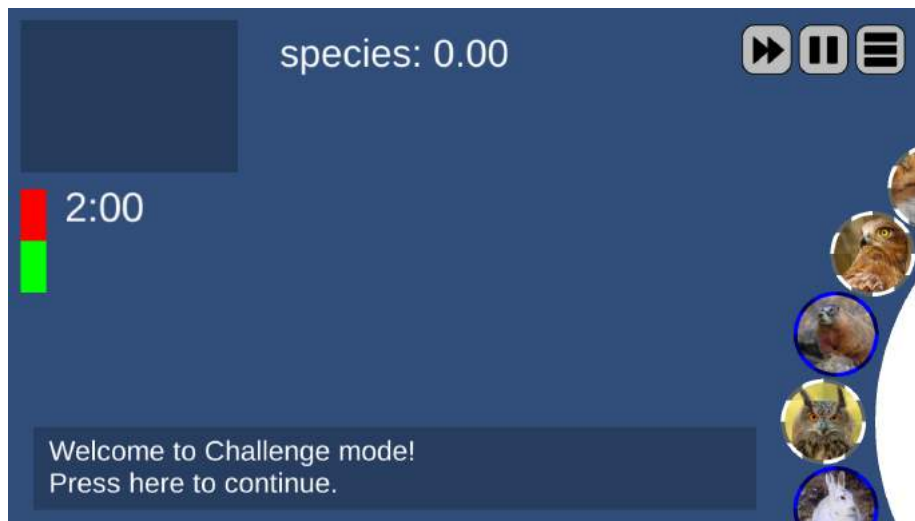 species: 0.00
2:00
Welcome to Challenge mode!
Press here to continue.